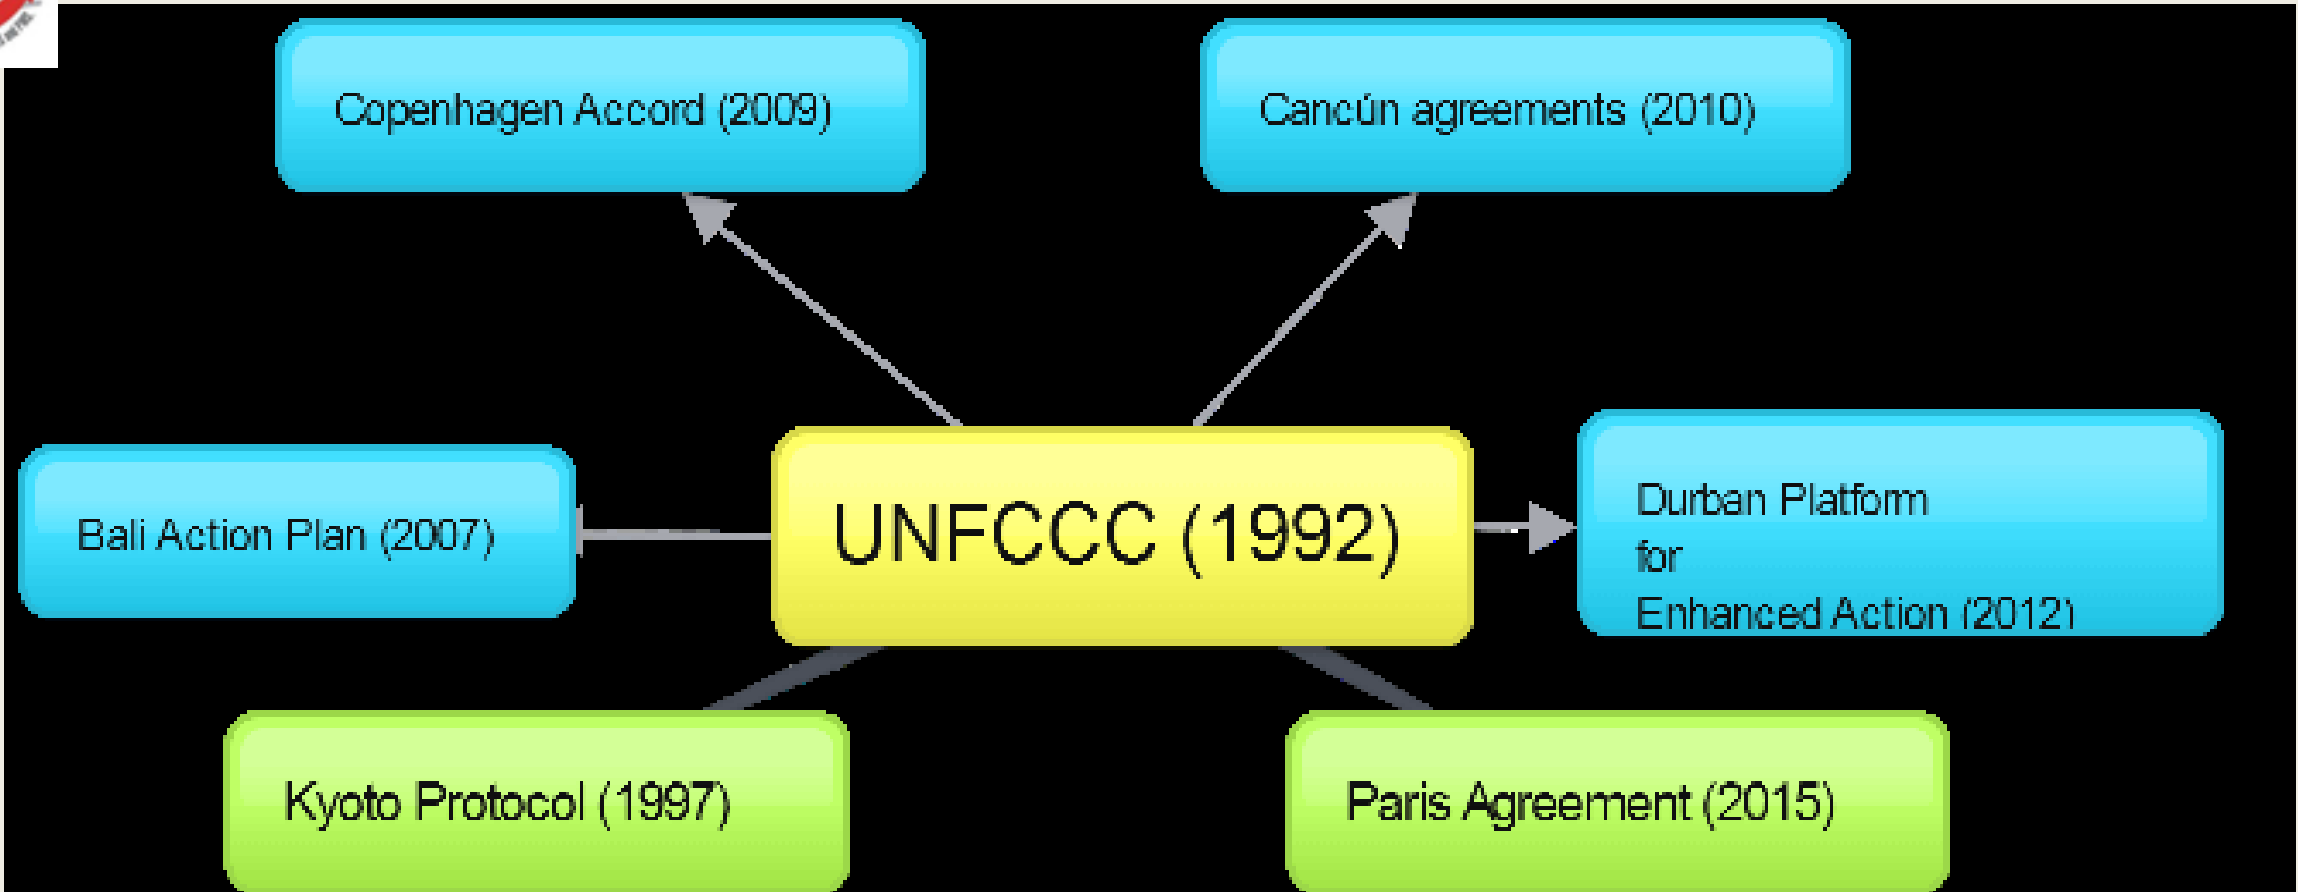 Copenhagen Accord (2009)
Cancún agreements (2010)
Bali Action Plan (2007)
UNFCCC (1992)
Durban Platform
for
Enhanced Action (2012)
Kyoto Protocol (1997)
Paris Agreement (2015)